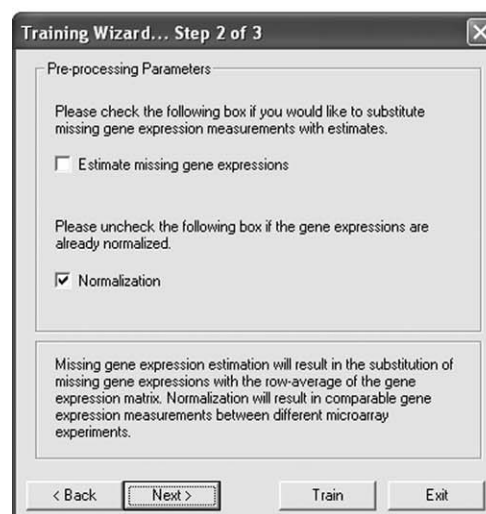 Training Wizard... Step 2 of 3
Pre-processing Parameters
Please check the following box if you would like to substitute
missing gene expression measurements with estimates.
Estimate missing gene expressions
Please uncheck the following box if the gene expressions are
already normalized.
Normalization
Missing gene expression estimation will result in the substitution of
missing gene expressions with the row-average of the gene
expression matrix. Normalization will result in comparable gene
expression measurements between different microarray
experiments.
< Back Next > Train Exit